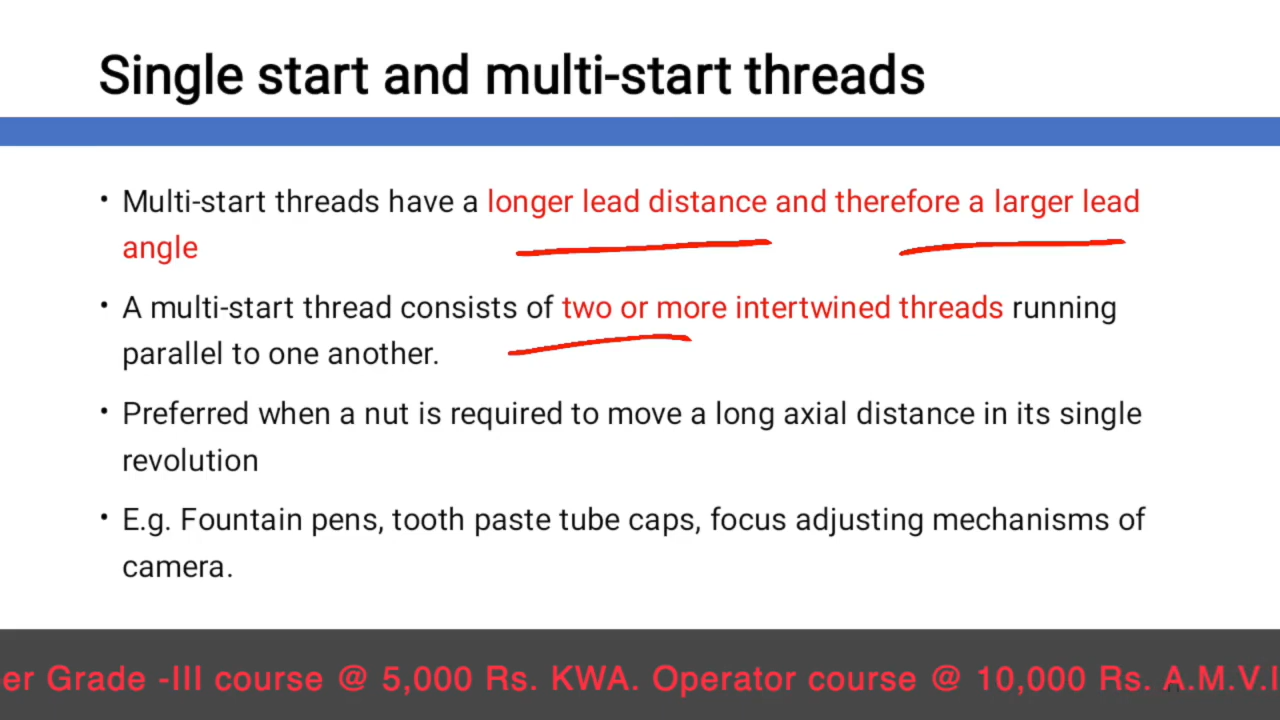 Single start and multi-start threads
• Multi-start threads have a longer lead distance and therefore a larger lead
angle
• A multi-start thread consists of two or more intertwined threads running
parallel to one another.
• Preferred when a nut is required to move a long axial distance in its single
revolution
• E.g. Fountain pens, tooth paste tube caps, focus adjusting mechanisms of
camera.
er Grade -III course @ 5,000 Rs. KWA. Operator course @ 10,000 Rs. A.M.V.I